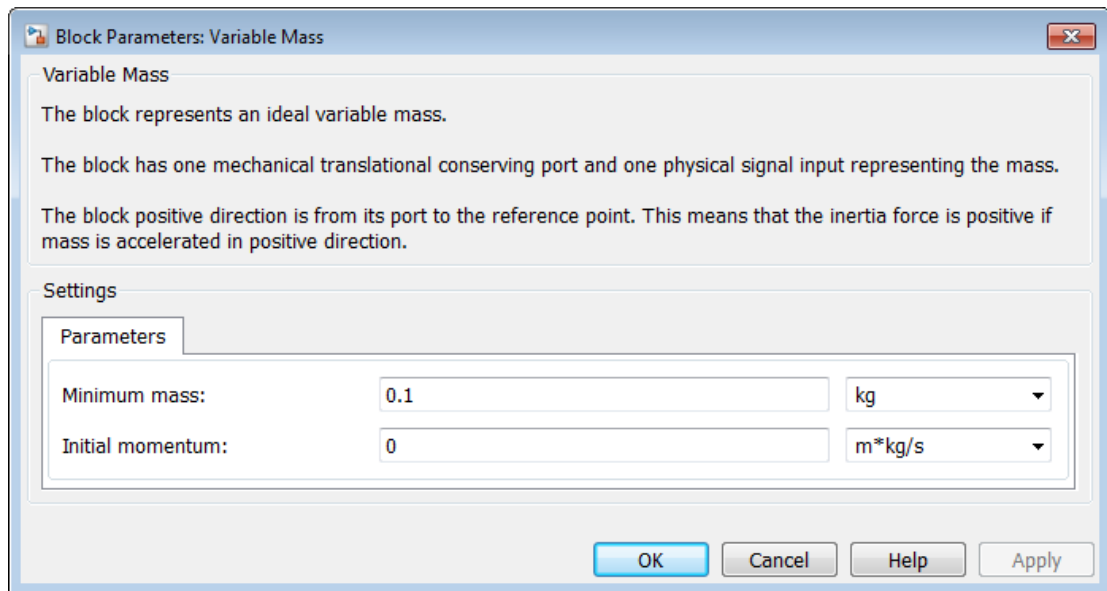 Block Parameters: Variable Mass
Variable Mass
The block represents an ideal variable mass.
The block has one mechanical translational conserving port and one physical signal input representing the mass.
The block positive direction is from its port to the reference point. This means that the inertia force is positive if
mass is accelerated in positive direction.
Settings
Parameters
Minimum mass: 0.1 kg
Initial momentum: 0 m*kg/s
OK Cancel Help Apply